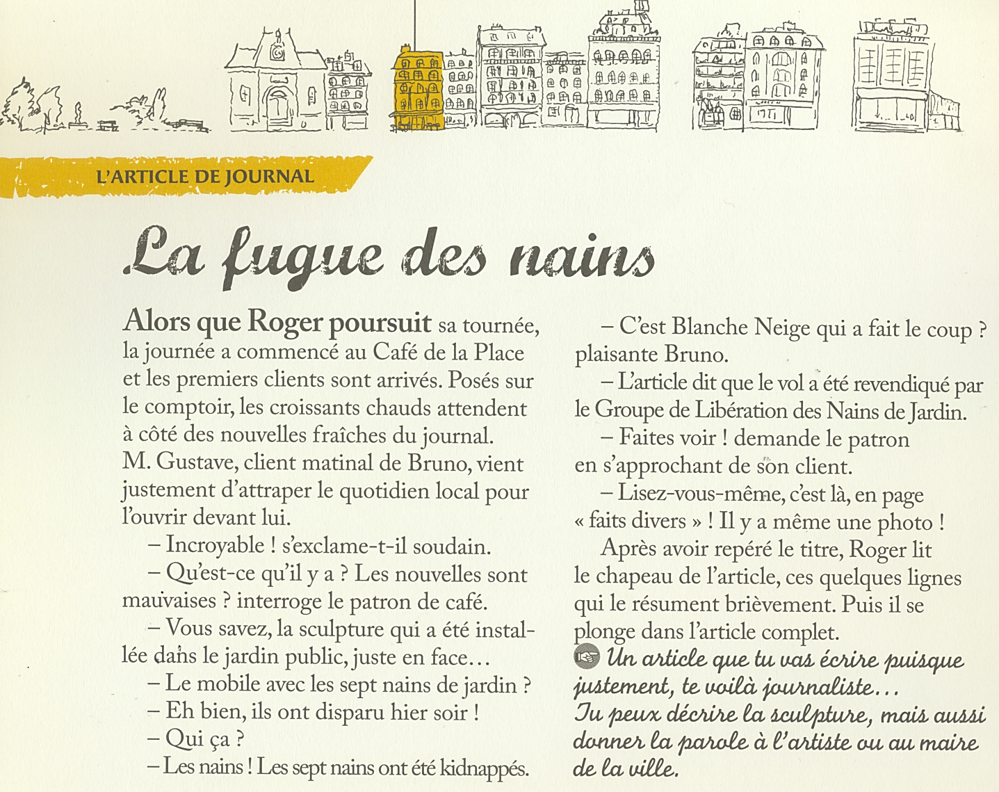 L'ARTICLE DE JOURNAL
La fugue des nains
Alors que Roger poursuit sa tournée,
la journée a commencé au Café de la Place
et les premiers clients sont arrivés. Posés sur
le comptoir, les croissants chauds attendent
à côté des nouvelles fraîches du journal.
M. Gustave, client matinal de Bruno, vient
justement d'attraper le quotidien local pour
l'ouvrir devant lui.
– Incroyable ! s'exclame-t-il soudain.
– Qu'est-ce qu'il y a ? Les nouvelles sont
mauvaises ? interroge le patron de café.
– Vous savez, la sculpture qui a été instal-
lée dans le jardin public, juste en face…
– Le mobile avec les sept nains de jardin ?
– Eh bien, ils ont disparu hier soir !
– Qui ça ?
– Les nains ! Les sept nains ont été kidnappés.
– C'est Blanche Neige qui a fait le coup ?
plaisante Bruno.
– L'article dit que le vol a été revendiqué par
le Groupe de Libération des Nains de Jardin.
– Faites voir ! demande le patron
en s'approchant de son client.
– Lisez-vous-même, c'est là, en page
« faits divers » ! Il y a même une photo !
Après avoir repéré le titre, Roger lit
le chapeau de l'article, ces quelques lignes
qui le résument brièvement. Puis il se
plonge dans l'article complet.
Un article que tu vas écrire puisque
justement, te voilà journaliste…
Tu peux décrire la sculpture, mais aussi
donner la parole à l'artiste ou au maire
de la ville.